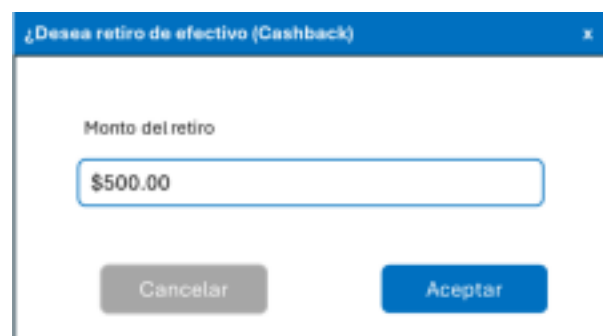 ¿Desea retiro de efectivo (Cashback) x
Monto del retiro
$500.00
Cancelar Aceptar